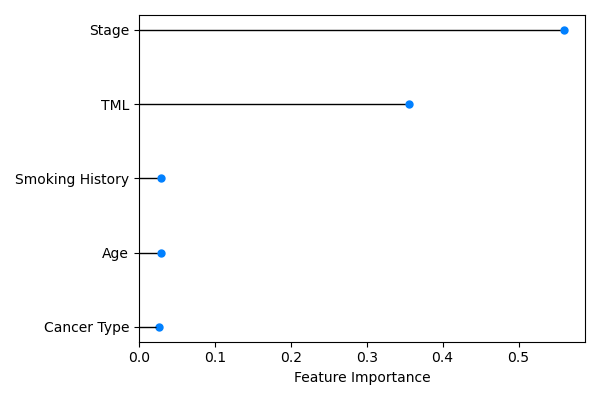 Stage
TML
Smoking History
Age
Cancer Type
0.0 0.1 0.2 0.3 0.4 0.5
Feature Importance